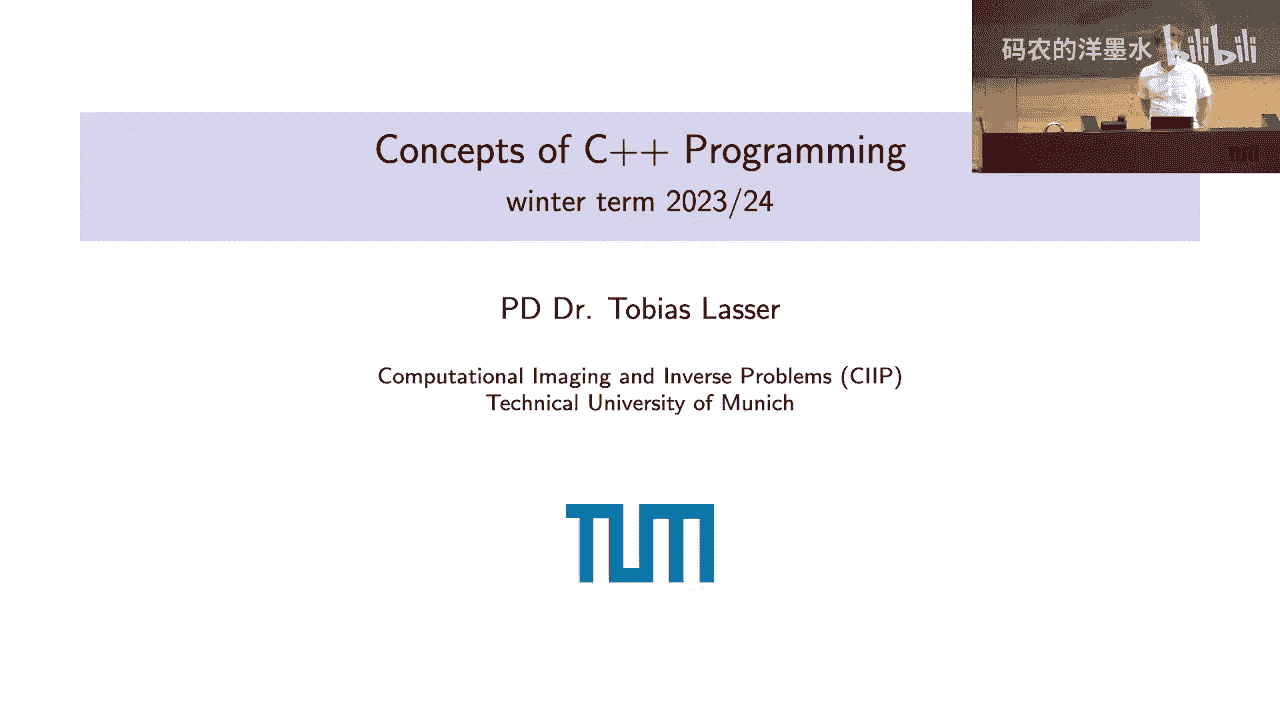 码农的洋墨水 bilibili
Concepts of C++ Programming
winter term 2023/24
PD Dr. Tobias Lasser
Computational Imaging and Inverse Problems (CIIP)
Technical University of Munich
TUM